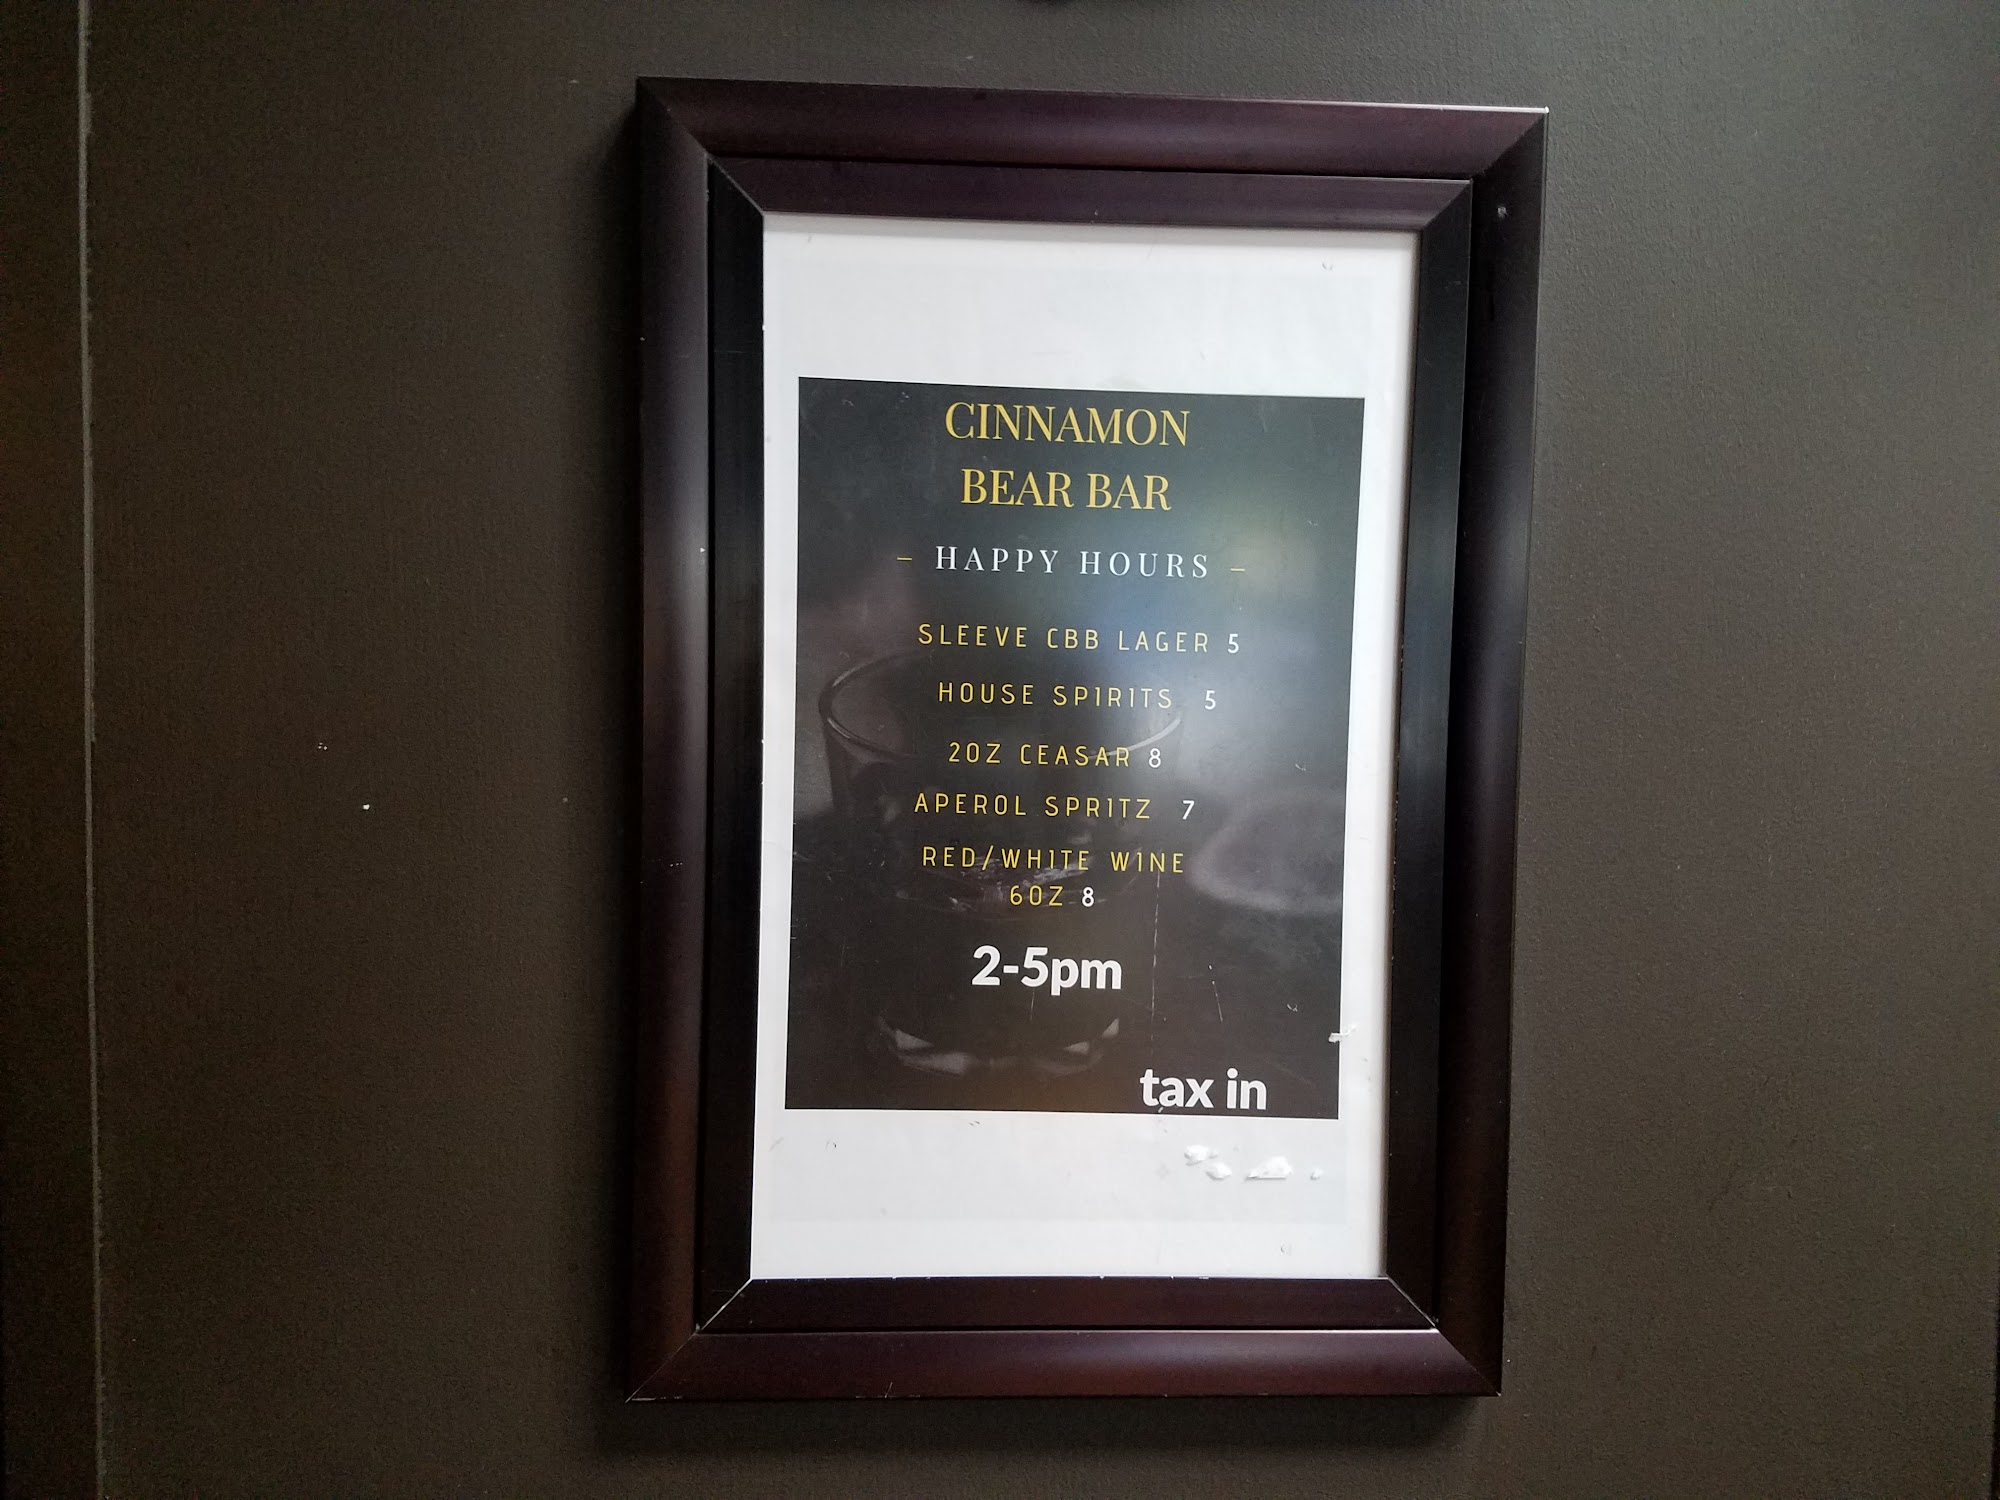 CINNAMON
BEAR BAR
– HAPPY HOURS –
SLEEVE CBB LAGER 5
HOUSE SPIRITS 5
2OZ CEASAR 8
APEROL SPRITZ 7
RED/WHITE WINE
6OZ 8
2-5pm
tax in